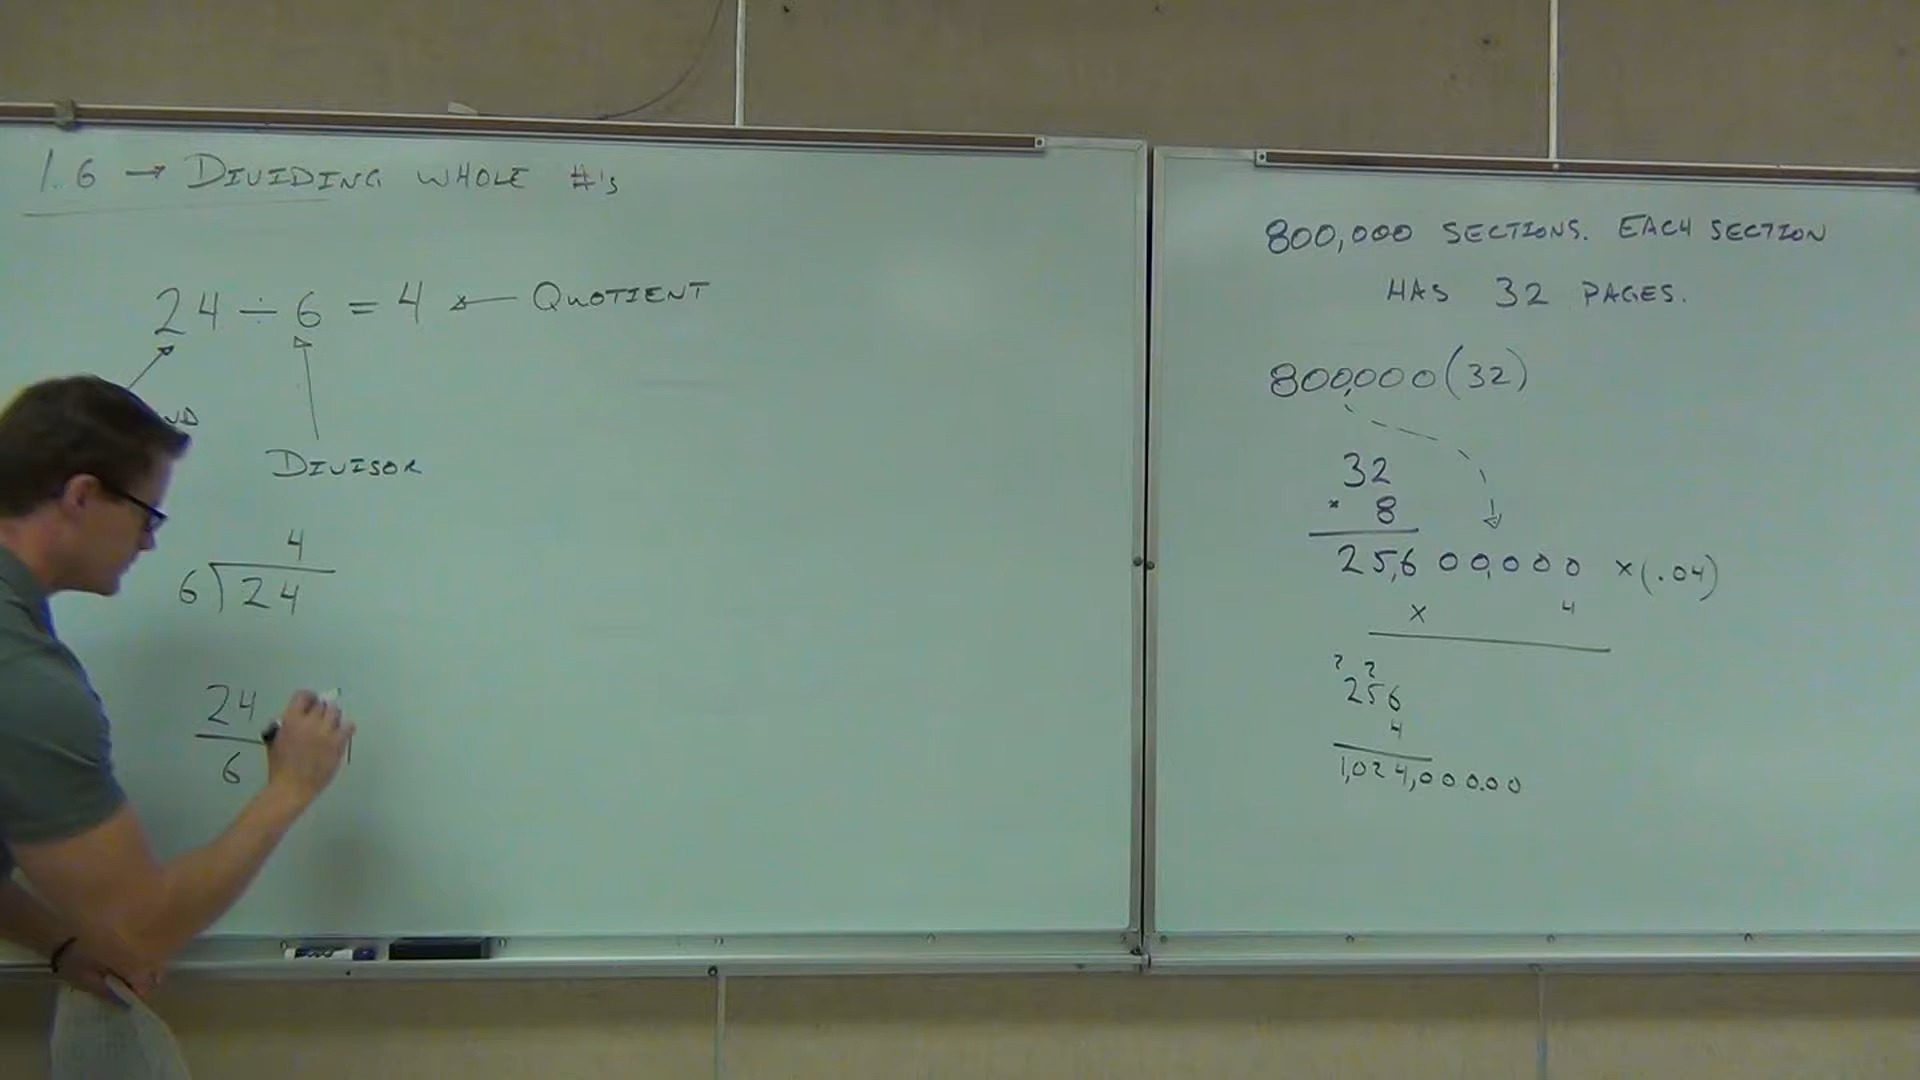 1.6 → DIVIDING WHOLE #'s
24 ÷ 6 = 4 ← QUOTIENT
DIVISOR
4
6 24
24
6
800,000 SECTIONS. EACH SECTION
HAS 32 PAGES.
800,000(32)
32
× 8
25,600,000 ×(.04)
× 4
2 2
256
4
1,024,000.00